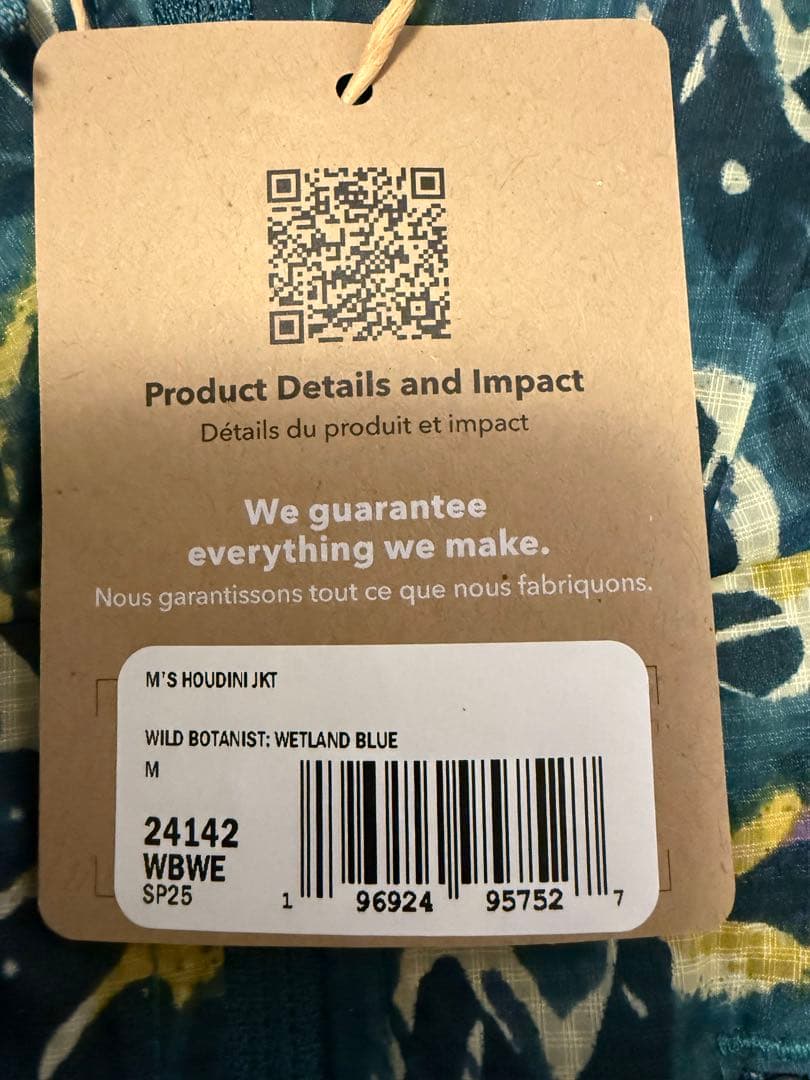 Product Details and Impact
Détails du produit et impact
We guarantee
everything we make.
Nous garantissons tout ce que nous fabriquons.
M'S HOUDINI JKT
WILD BOTANIST: WETLAND BLUE
M
24142
WBWE
SP25
1 96924 95752 7